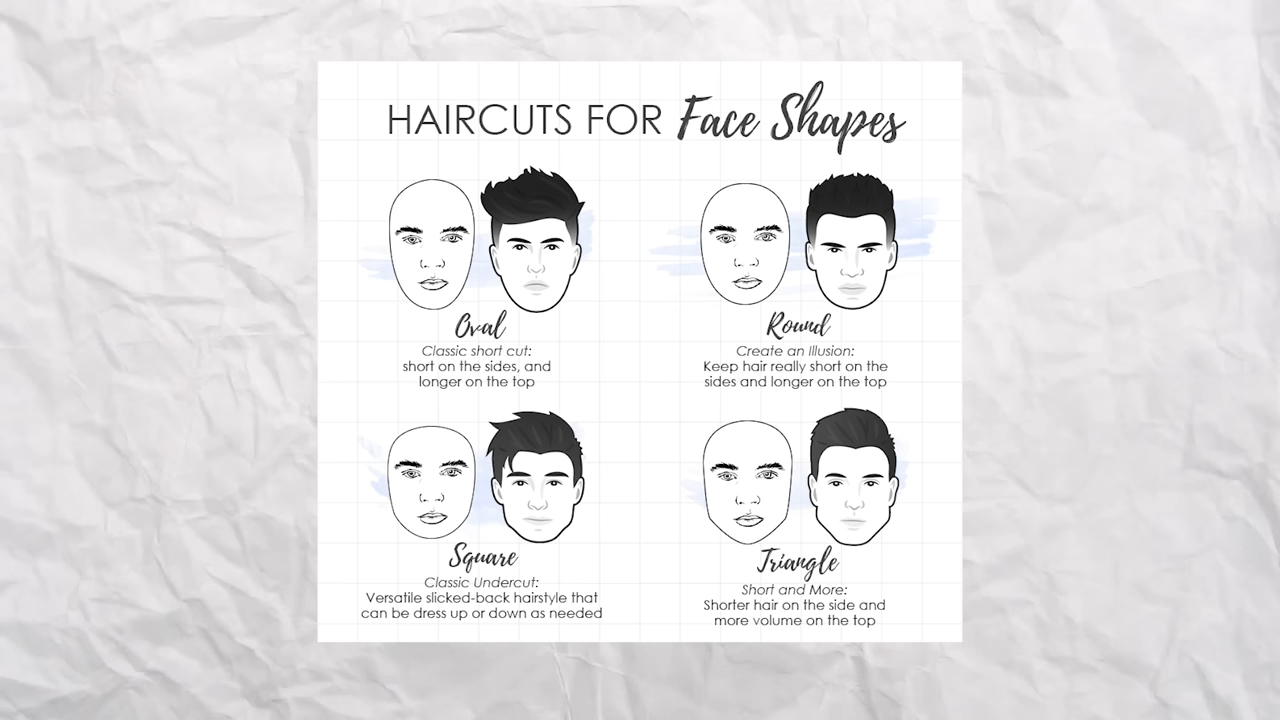 HAIRCUTS FOR Face Shapes
Oval
Classic short cut:
short on the sides, and
longer on the top
Round
Create an Illusion:
Keep hair really short on the
sides and longer on the top
Square
Classic Undercut:
Versatile slicked-back hairstyle that
can be dress up or down as needed
Triangle
Short and More:
Shorter hair on the side and
more volume on the top